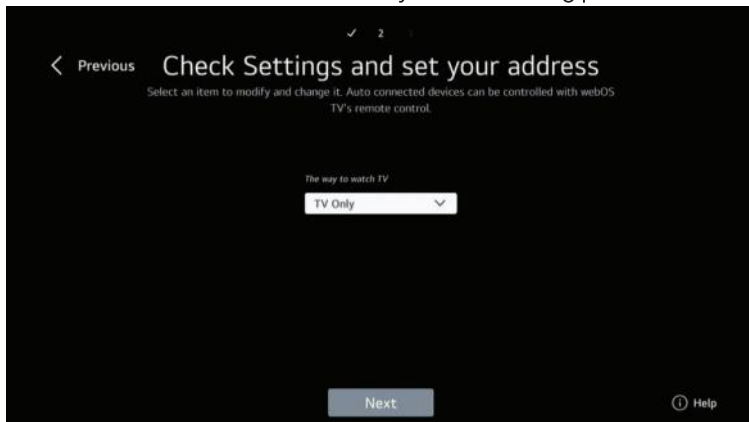 ✓ 2
Previous
Check Settings and set your address
Select an item to modify and change it. Auto connected devices can be controlled with webOS
TV's remote control.
The way to watch TV
TV Only
Next
Help